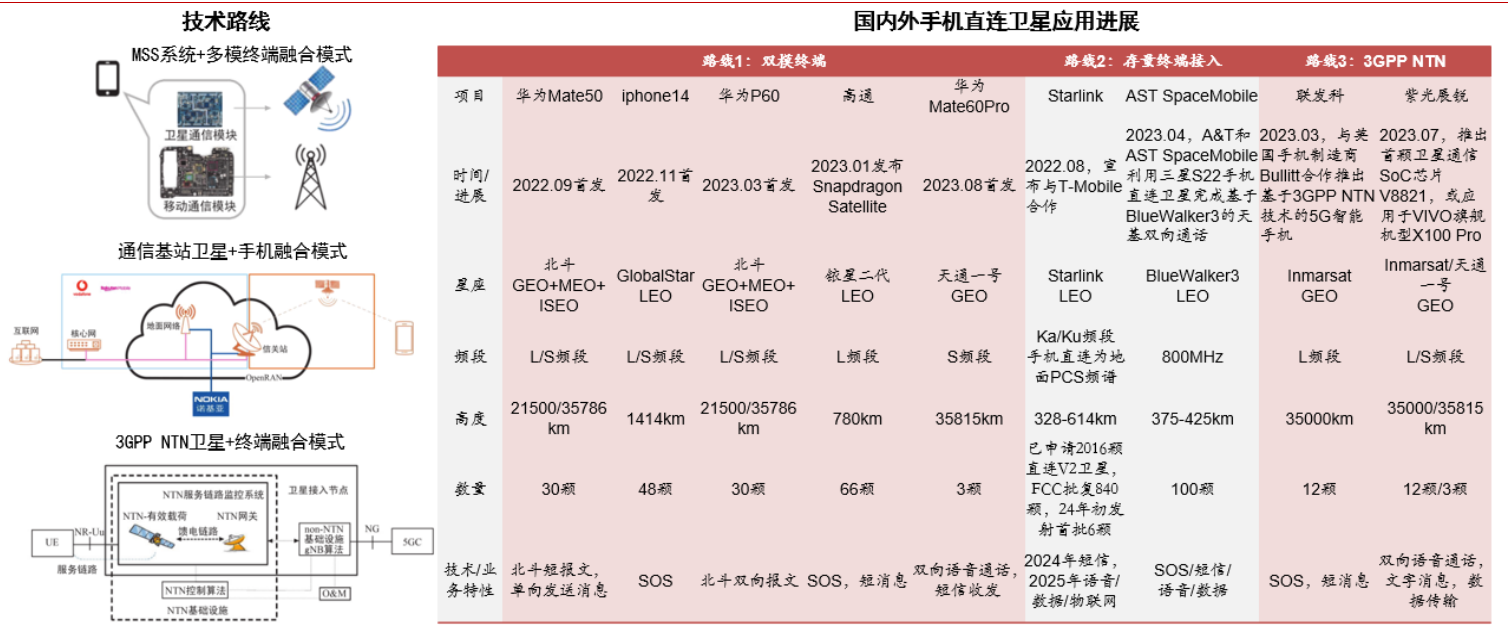 技术路线
MSS系统+多模终端融合模式
卫星通信模块
移动通信模块
通信基站卫星+手机融合模式
互联网
核心网
地面网络
信关站
OpenRAN
NOKIA
诺基亚
3GPP NTN卫星+终端融合模式
NTN服务链路监控系统
卫星接入节点
NTN-有效载荷
NTN网关
馈电链路
UE
NR-Uu
服务链路
non-NTN
基础设施
gNB算法
NG
5GC
NTN控制算法
O&M
NTN基础设施
国内外手机直连卫星应用进展
路线1：双模终端
路线2：存量终端接入
路线3：3GPP NTN
项目
华为Mate50
iphone14
华为P60
高通
华为
Mate60Pro
Starlink
AST SpaceMobile
联发科
紫光展锐
时间/
进展
2022.09首发
2022.11首
发
2023.03首发
2023.01发布
Snapdragon
Satellite
2023.08首发
2022.08，宣
布与T-Mobile
合作
2023.04，A&T和
AST SpaceMobile
利用三星S22手机
直连卫星完成基于
BlueWalker3的天
基双向通话
2023.03，与英
国手机制造商
Bullitt合作推出
基于3GPP NTN
技术的5G智能
手机
2023.07，推出
首颗卫星通信
SoC芯片
V8821，或应
用于VIVO旗舰
机型X100 Pro
星座
北斗
GEO+MEO+
ISEO
GlobalStar
LEO
北斗
GEO+MEO+
ISEO
铱星二代
LEO
天通一号
GEO
Starlink
LEO
BlueWalker3
LEO
Inmarsat
GEO
Inmarsat/天通
一号
GEO
频段
L/S频段
L/S频段
L/S频段
L频段
S频段
Ka/Ku频段
手机直连为地
面PCS频谱
800MHz
L频段
L/S频段
高度
21500/35786
km
1414km
21500/35786
km
780km
35815km
328-614km
375-425km
35000km
35000/35815
km
数量
30颗
48颗
30颗
66颗
3颗
已申请2016颗
直连V2卫星，
FCC批复840
颗，24年初发
射首批6颗
100颗
12颗
12颗/3颗
技术/业
务特性
北斗短报文，
单向发送消息
SOS
北斗双向报文
SOS，短消息
双向语音通话，
短信收发
2024年短信，
2025年语音/
数据/物联网
SOS/短信/
语音/数据
SOS，短消息
双向语音通话，
文字消息，数
据传输